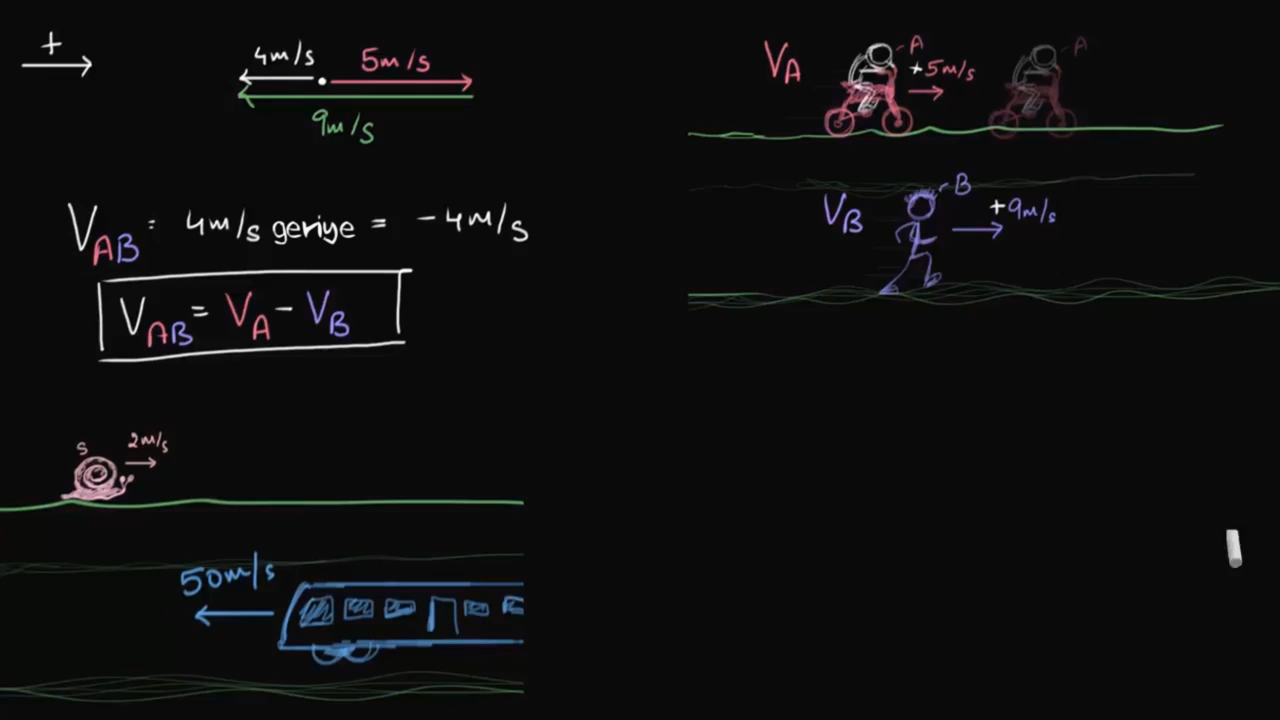 +
4m/s 5m/s
9m/s
V_AB = 4m/s geriye = -4m/s
V_AB = V_A - V_B
S 2m/s
50m/s
V_A A +5m/s A
V_B B +9m/s